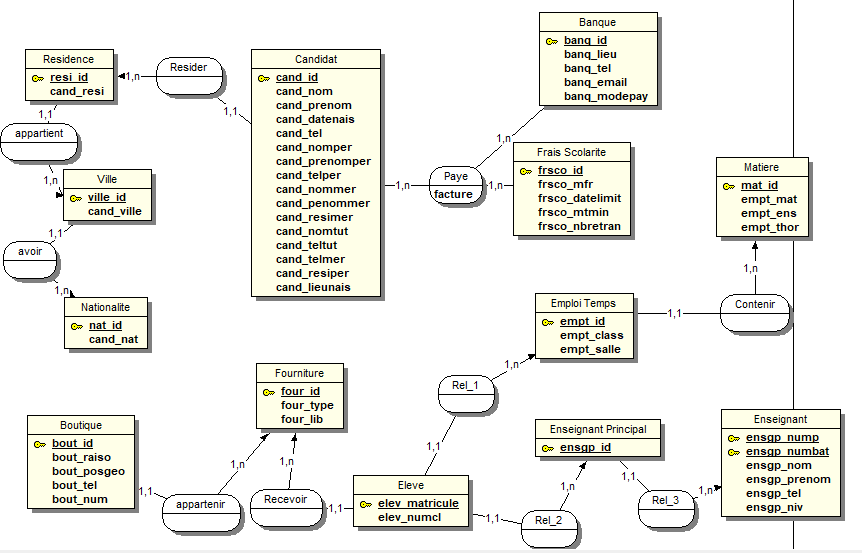 Banque
banq_id
banq_lieu
banq_tel
banq_email
banq_modepay
Residence
resi_id
cand_resi
1,n
Resider
1,1
Candidat
cand_id
cand_nom
cand_prenom
cand_datenais
cand_tel
cand_nomper
cand_prenomper
cand_telper
cand_nommer
cand_penommer
cand_resimer
cand_nomtut
cand_teltut
cand_telmer
cand_resiper
cand_lieunais
1,1
appartient
1,n
Ville
ville_id
cand_ville
1,1
avoir
1,n
Nationalite
nat_id
cand_nat
1,n
Paye
facture
1,n
1,n
Frais Scolarite
frsco_id
frsco_mfr
frsco_datelimit
frsco_mtmin
frsco_nbretran
Matiere
mat_id
empt_mat
empt_ens
empt_thor
1,n
Contenir
1,1
Emploi Temps
empt_id
empt_class
empt_salle
1,n
Rel_1
1,1
Fourniture
four_id
four_type
four_lib
Boutique
bout_id
bout_raiso
bout_posgeo
bout_tel
bout_num
1,1
appartenir
1,n
1,n
Recevoir
1,1
Eleve
elev_matricule
elev_numcl
1,1
Rel_2
1,n
Enseignant Principal
ensgp_id
1,1
Rel_3
1,n
Enseignant
ensgp_nump
ensgp_numbat
ensgp_nom
ensgp_prenom
ensgp_tel
ensgp_niv